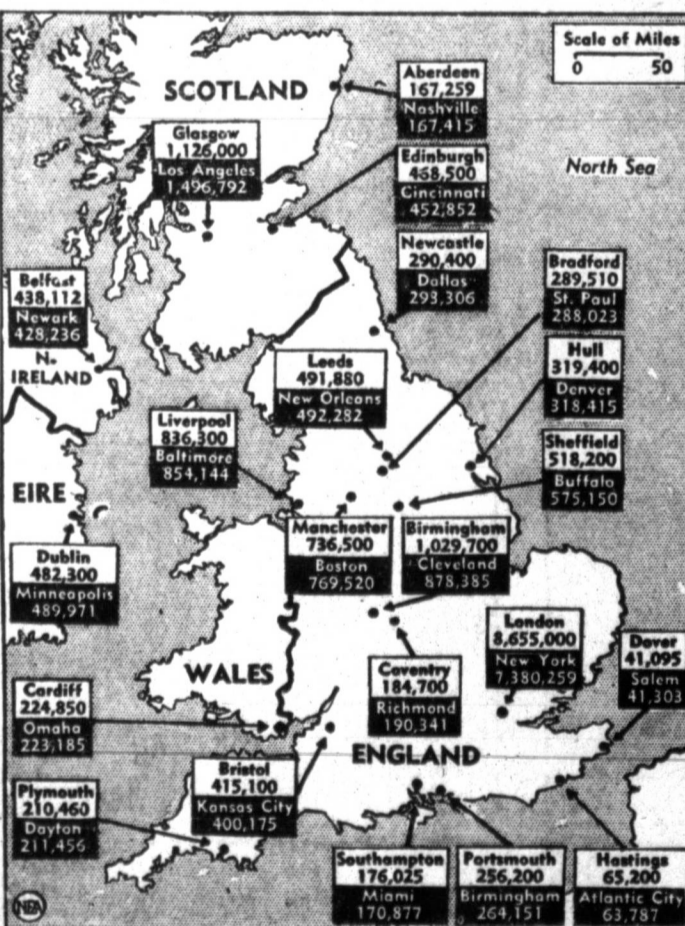 Scale of Miles
0 50
SCOTLAND
Aberdeen
167,259
Nashville
167,415
Glasgow
1,126,000
Los Angeles
1,496,792
Edinburgh
468,500
Cincinnati
452,852
North Sea
Newcastle
290,400
Dallas
293,306
Bradford
289,510
St. Paul
288,023
Belfast
438,112
Newark
428,236
N.
IRELAND
Leeds
491,880
New Orleans
492,282
Hull
319,400
Denver
318,415
Liverpool
836,300
Baltimore
854,144
Sheffield
518,200
Buffalo
575,150
EIRE
Manchester
736,500
Boston
769,520
Birmingham
1,029,700
Cleveland
878,385
Dublin
482,300
Minneapolis
489,971
London
8,655,000
New York
7,380,259
Dover
41,095
Salem
41,303
WALES
Coventry
184,700
Richmond
190,341
Cardiff
224,850
Omaha
223,185
ENGLAND
Bristol
415,100
Kansas City
400,175
Plymouth
210,460
Dayton
211,456
Southampton
176,025
Miami
170,877
Portsmouth
256,200
Birmingham
264,151
Hastings
65,200
Atlantic City
63,787
NEA